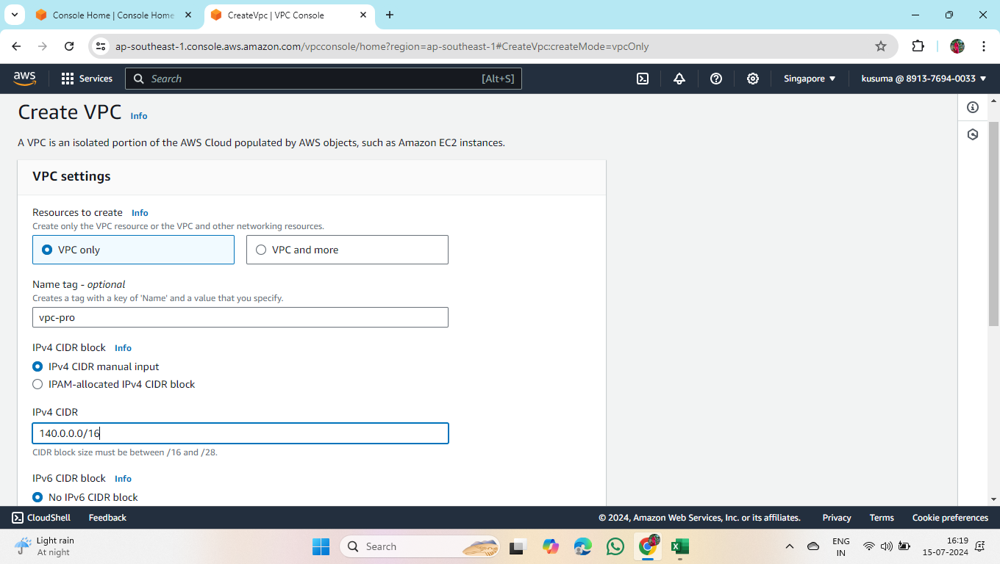 Console Home | Console Home
CreateVpc | VPC Console
ap-southeast-1.console.aws.amazon.com/vpcconsole/home?region=ap-southeast-1#CreateVpc:createMode=vpcOnly
aws
Services
Search
[Alt+S]
Singapore
kusuma @ 8913-7694-0033
Create VPC Info
A VPC is an isolated portion of the AWS Cloud populated by AWS objects, such as Amazon EC2 instances.
VPC settings
Resources to create Info
Create only the VPC resource or the VPC and other networking resources.
VPC only
VPC and more
Name tag - optional
Creates a tag with a key of 'Name' and a value that you specify.
vpc-pro
IPv4 CIDR block Info
IPv4 CIDR manual input
IPAM-allocated IPv4 CIDR block
IPv4 CIDR
140.0.0.0/16
CIDR block size must be between /16 and /28.
IPv6 CIDR block Info
No IPv6 CIDR block
CloudShell
Feedback
© 2024, Amazon Web Services, Inc. or its affiliates.
Privacy
Terms
Cookie preferences
Light rain
At night
Search
ENG
IN
16:19
15-07-2024